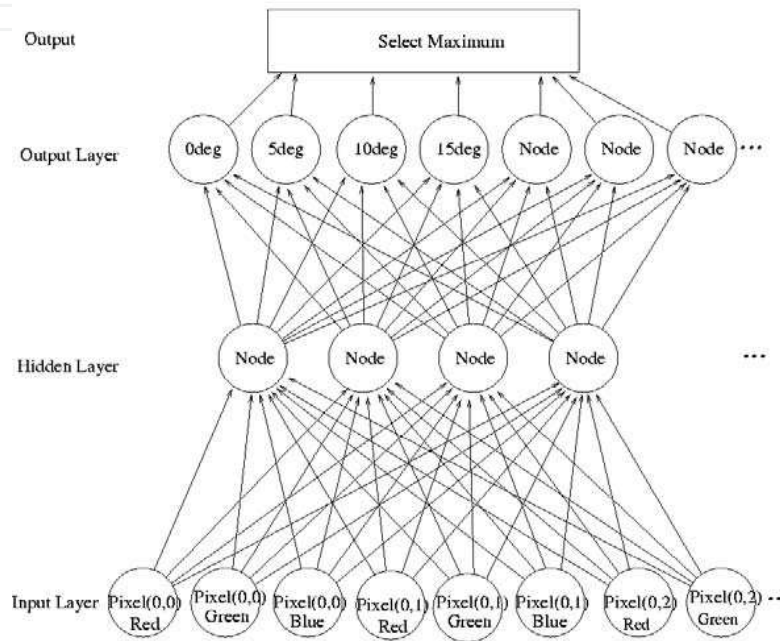 Output
Select Maximum
Output Layer
0deg
5deg
10deg
15deg
Node
Node
Node
...
Hidden Layer
Node
Node
Node
Node
...
Input Layer
Pixel(0,0)
Red
Pixel(0,0)
Green
Pixel(0,0)
Blue
Pixel(0,1)
Red
Pixel(0,1)
Green
Pixel(0,1)
Blue
Pixel(0,2)
Red
Pixel(0,2)
Green
...